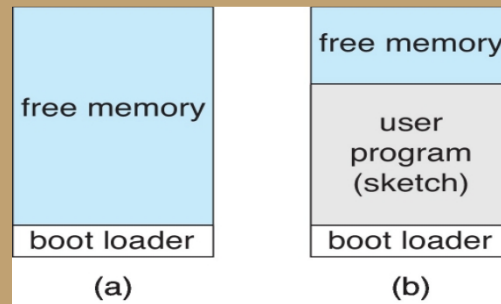 free memory
boot loader
(a)
free memory
user
program
(sketch)
boot loader
(b)